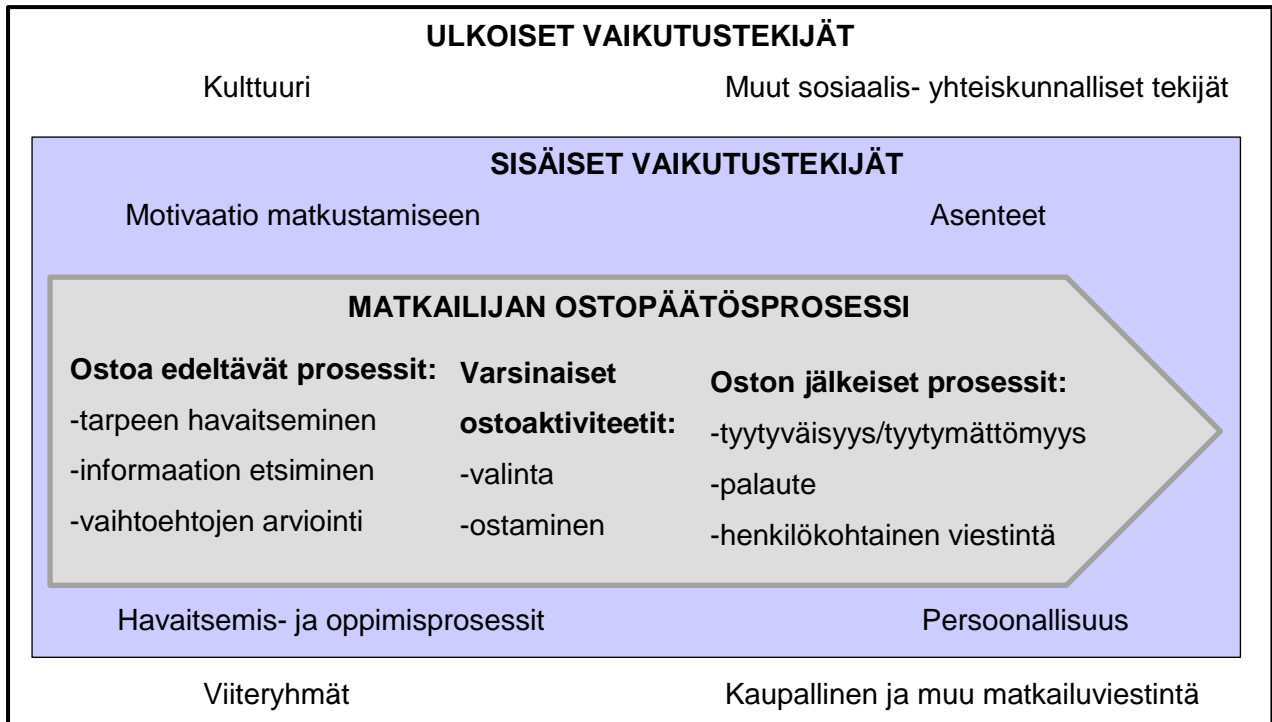 ULKOISET VAIKUTUSTEKIJÄT
Kulttuuri
Muut sosiaalis- yhteiskunnalliset tekijät
SISÄISET VAIKUTUSTEKIJÄT
Motivaatio matkustamiseen
Asenteet
MATKAILIJAN OSTOPÄÄTÖSPROSESSI
Ostoa edeltävät prosessit:
-tarpeen havaitseminen
-informaation etsiminen
-vaihtoehtojen arviointi
Varsinaiset
ostoaktiviteetit:
-valinta
-ostaminen
Oston jälkeiset prosessit:
-tyytyväisyys/tyytymättömyys
-palaute
-henkilökohtainen viestintä
Havaitsemis- ja oppimisprosessit
Persoonallisuus
Viiteryhmät
Kaupallinen ja muu matkailuviestintä